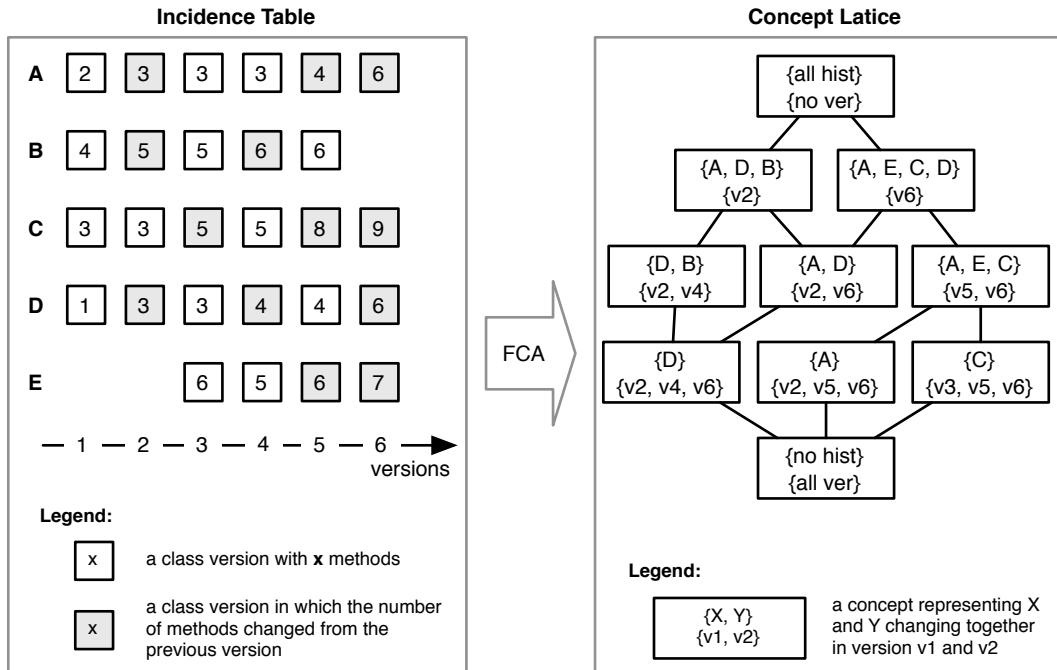 Incidence Table
A 2 3 3 3 4 6
B 4 5 5 6 6
C 3 3 5 5 8 9
D 1 3 3 4 4 6
E 6 5 6 7
1 2 3 4 5 6
versions
Legend:
x a class version with x methods
x a class version in which the number
of methods changed from the
previous version
FCA
Concept Latice
{all hist}
{no ver}
{A, D, B}
{v2}
{A, E, C, D}
{v6}
{D, B}
{v2, v4}
{A, D}
{v2, v6}
{A, E, C}
{v5, v6}
{D}
{v2, v4, v6}
{A}
{v2, v5, v6}
{C}
{v3, v5, v6}
{no hist}
{all ver}
Legend:
{X, Y}
{v1, v2}
a concept representing X
and Y changing together
in version v1 and v2